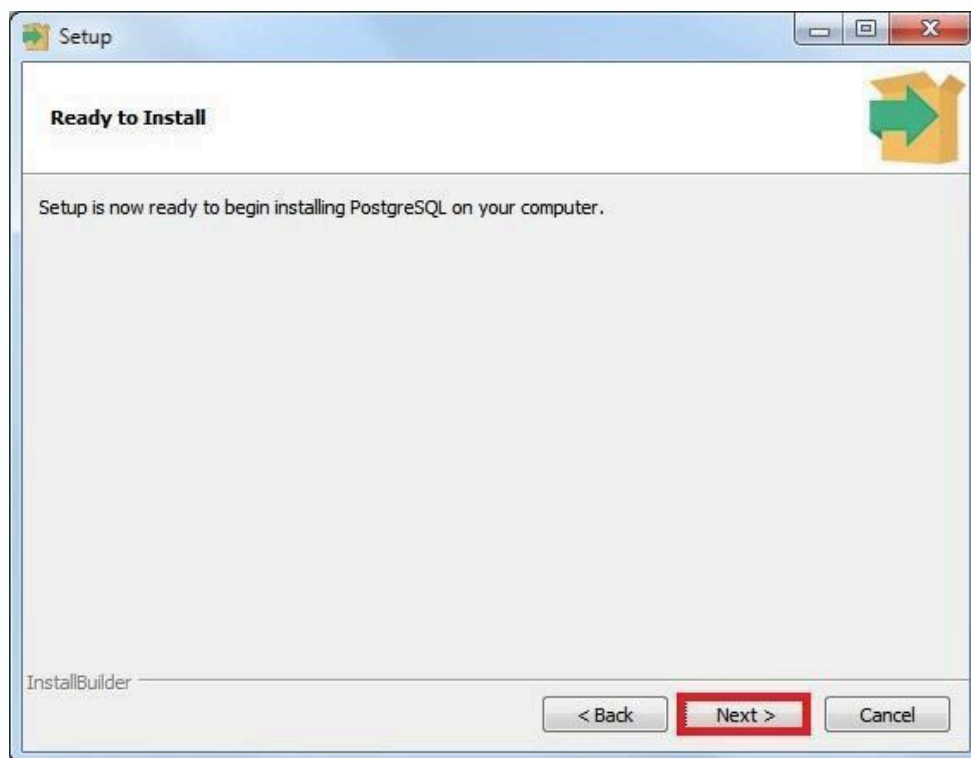 Setup
Ready to Install
Setup is now ready to begin installing PostgreSQL on your computer.
InstallBuilder
< Back
Next >
Cancel